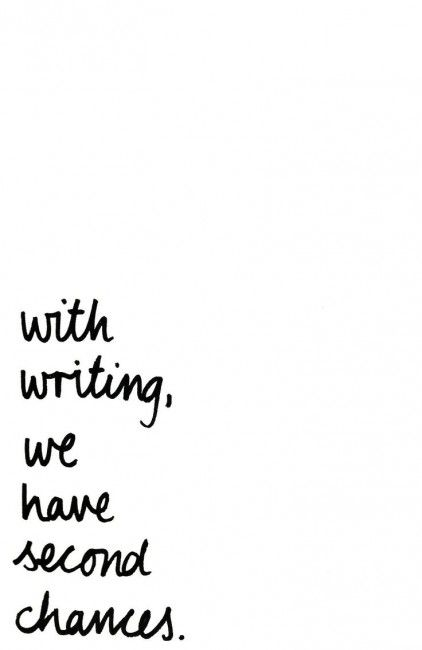 with
writing,
we
have
second
chances.